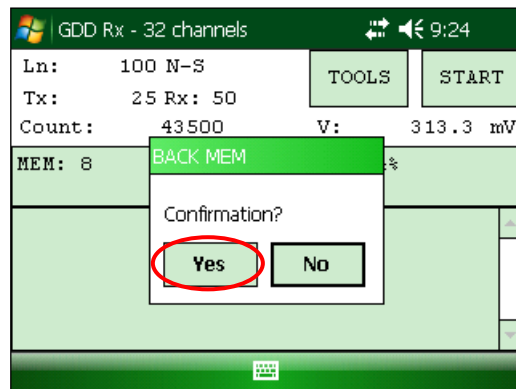 GDD Rx - 32 channels 9:24
Ln: 100 N-S TOOLS START
Tx: 25 Rx: 50
Count: 43500 V: 313.3 mV
MEM: 8 %
BACK MEM
Confirmation?
Yes No